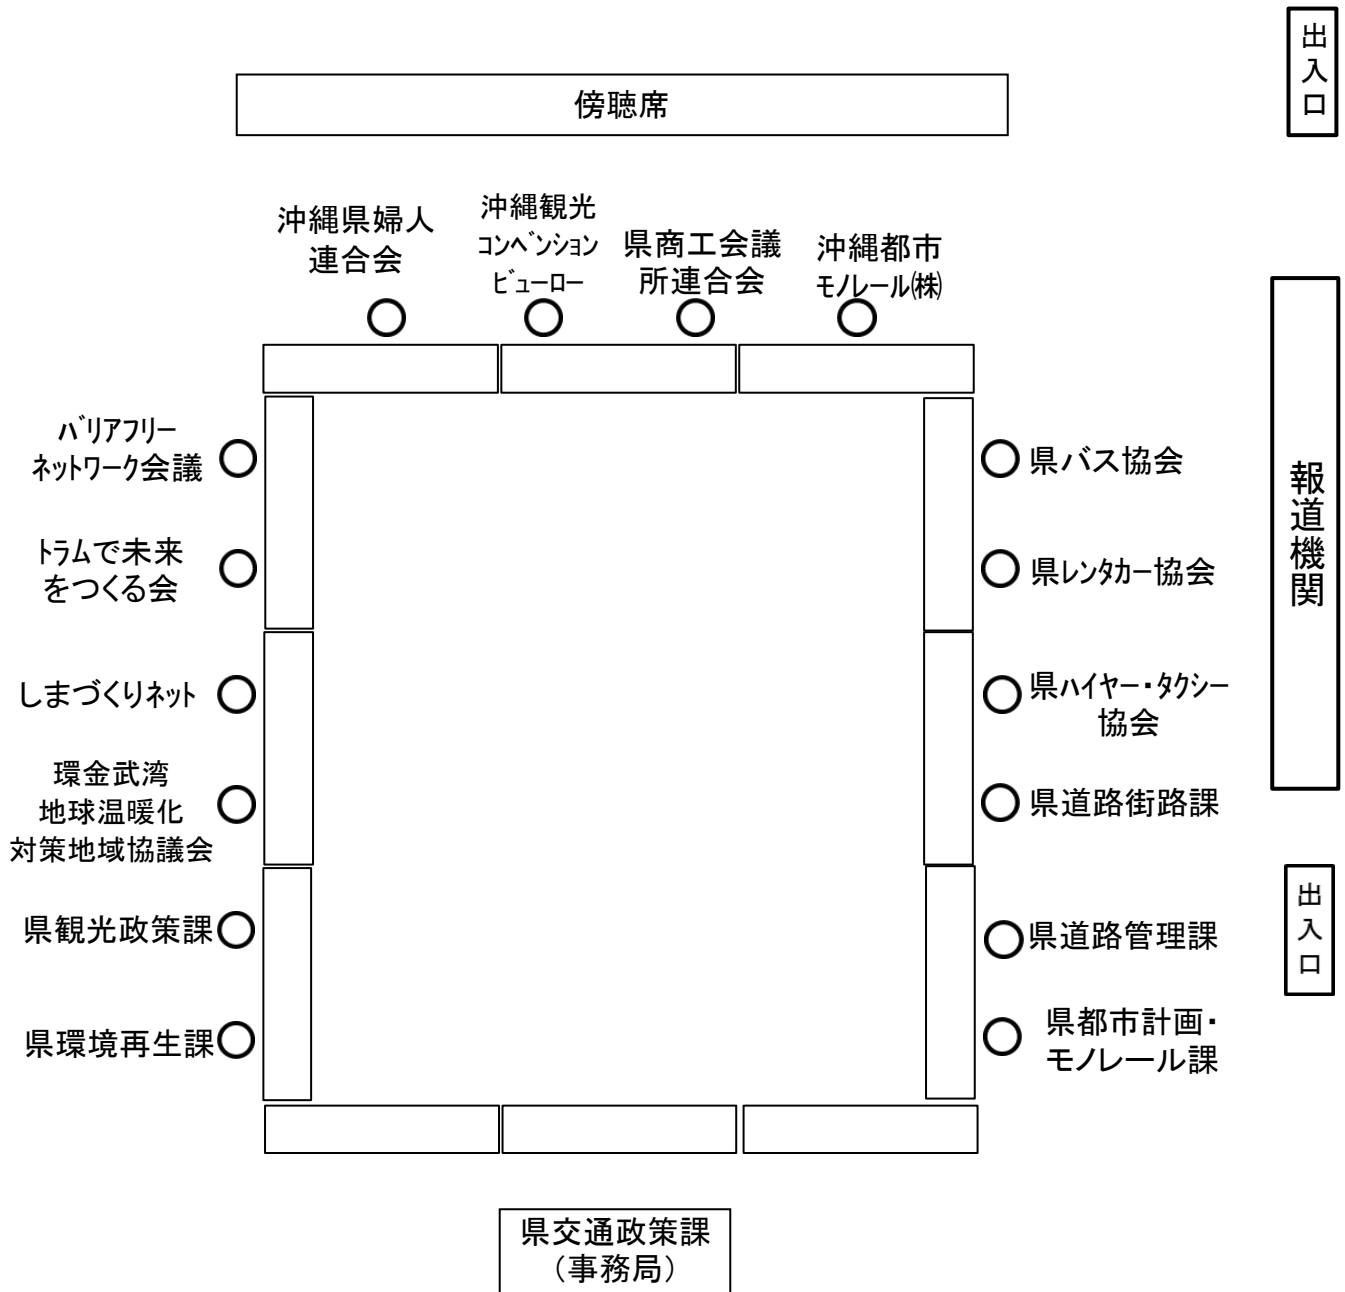 出
入
口
傍聴席
沖縄県婦人
連合会
沖縄観光
コンベンション
ビューロー
県商工会議
所連合会
沖縄都市
モノレール㈱
バリアフリー
ネットワーク会議
トラムで未来
をつくる会
しまづくりネット
環金武湾
地球温暖化
対策地域協議会
県観光政策課
県環境再生課
県バス協会
県レンタカー協会
県ハイヤー・タクシー
協会
県道路街路課
県道路管理課
県都市計画・
モノレール課
報
道
機
関
出
入
口
県交通政策課
（事務局）